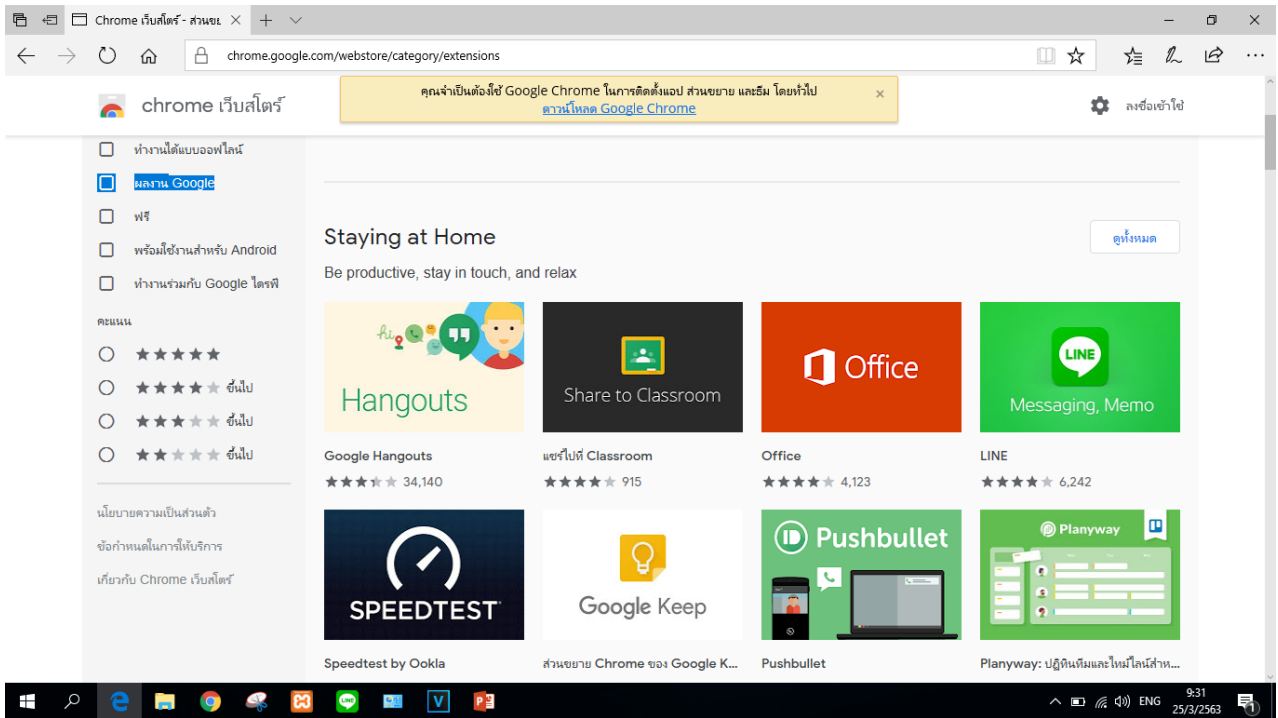 Chrome เว็บสโตร์ - ส่วนขย
chrome.google.com/webstore/category/extensions
chrome เว็บสโตร์
คุณจำเป็นต้องใช้ Google Chrome ในการติดตั้งแอป ส่วนขยาย และธีม โดยทั่วไป
ดาวน์โหลด Google Chrome
ลงชื่อเข้าใช้
ทำงานได้แบบออฟไลน์
ผลงาน Google
ฟรี
พร้อมใช้งานสำหรับ Android
ทำงานร่วมกับ Google ไดรฟ์
คะแนน
ขึ้นไป
ขึ้นไป
ขึ้นไป
นโยบายความเป็นส่วนตัว
ข้อกำหนดในการให้บริการ
เกี่ยวกับ Chrome เว็บสโตร์
Staying at Home
ดูทั้งหมด
Be productive, stay in touch, and relax
hi
Hangouts
Share to Classroom
Office
LINE
Messaging, Memo
Google Hangouts
แชร์ไปที่ Classroom
Office
LINE
34,140
915
4,123
6,242
SPEEDTEST
Google Keep
Pushbullet
Planyway
Speedtest by Ookla
ส่วนขยาย Chrome ของ Google K...
Pushbullet
Planyway: ปฏิทินทีมและไทม์ไลน์สำห...
ENG
9:31
25/3/2563